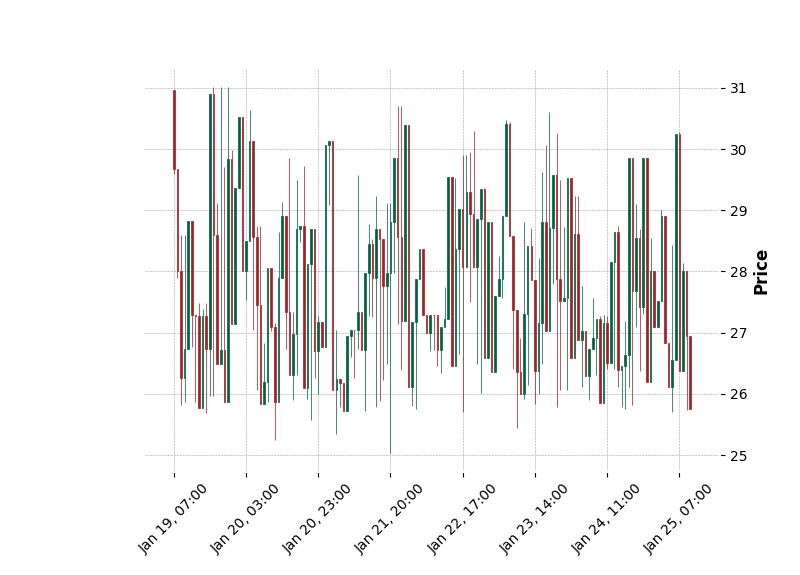 31
30
29
28
27
26
25
Price
Jan 19, 07:00
Jan 20, 03:00
Jan 20, 23:00
Jan 21, 20:00
Jan 22, 17:00
Jan 23, 14:00
Jan 24, 11:00
Jan 25, 07:00